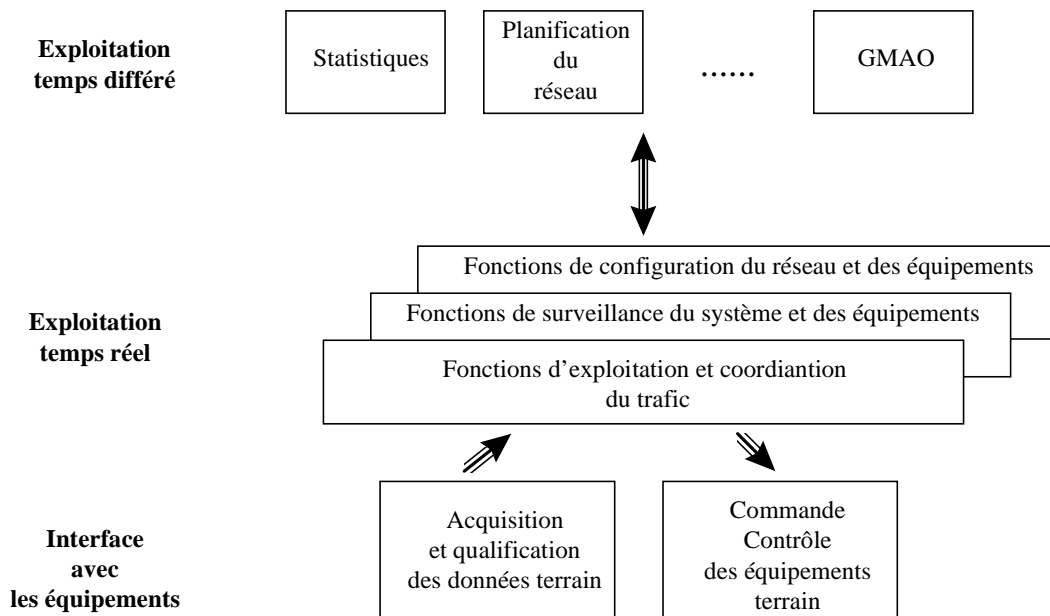 Exploitation
temps différé
Statistiques
Planification
du
réseau
......
GMAO
Exploitation
temps réel
Fonctions de configuration du réseau et des équipements
Fonctions de surveillance du système et des équipements
Fonctions d’exploitation et coordiantion
du trafic
Interface
avec
les équipements
Acquisition
et qualification
des données terrain
Commande
Contrôle
des équipements
terrain